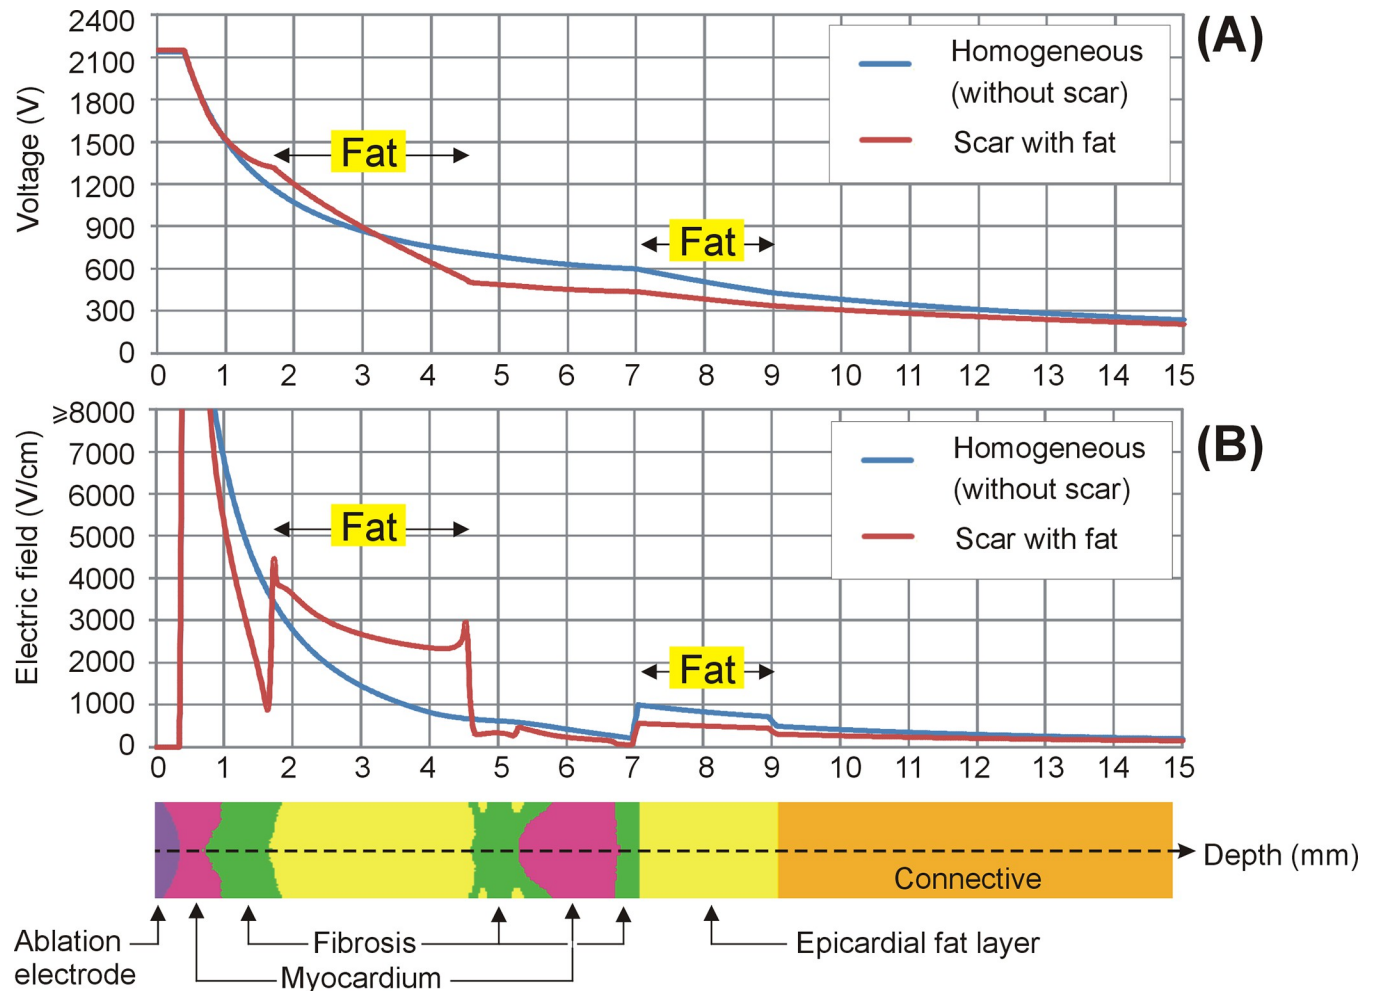 2400
2100
1800
1500
1200
900
600
300
0
Voltage (V)
Fat
Fat
Homogeneous
(without scar)
Scar with fat
(A)
0 1 2 3 4 5 6 7 8 9 10 11 12 13 14 15
⩾8000
7000
6000
5000
4000
3000
2000
1000
0
Electric field (V/cm)
Fat
Fat
Homogeneous
(without scar)
Scar with fat
(B)
0 1 2 3 4 5 6 7 8 9 10 11 12 13 14 15
Depth (mm)
Connective
Ablation
electrode
Fibrosis
Myocardium
Epicardial fat layer